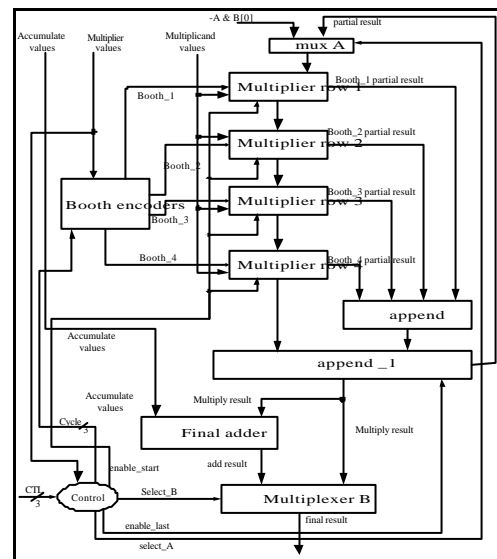 -A & B[0]
partial result
Accumulate
values
Multiplier
values
Multiplicand
values
mux A
Booth_1 partial result
Multiplier row 1
Booth_1
Booth_2 partial result
Multiplier row 2
Booth_2
Booth_3 partial result
Multiplier row 3
Booth encoders
Booth_3
Booth_4 partial result
Multiplier row 4
Booth_4
append
Accumulate
values
append _1
Accumulate
values
Multiply result
Cycle
3
Final adder
Multiply result
enable_start
add result
CTL
3
Control
Select_B
Multiplexer B
enable_last
final result
select_A